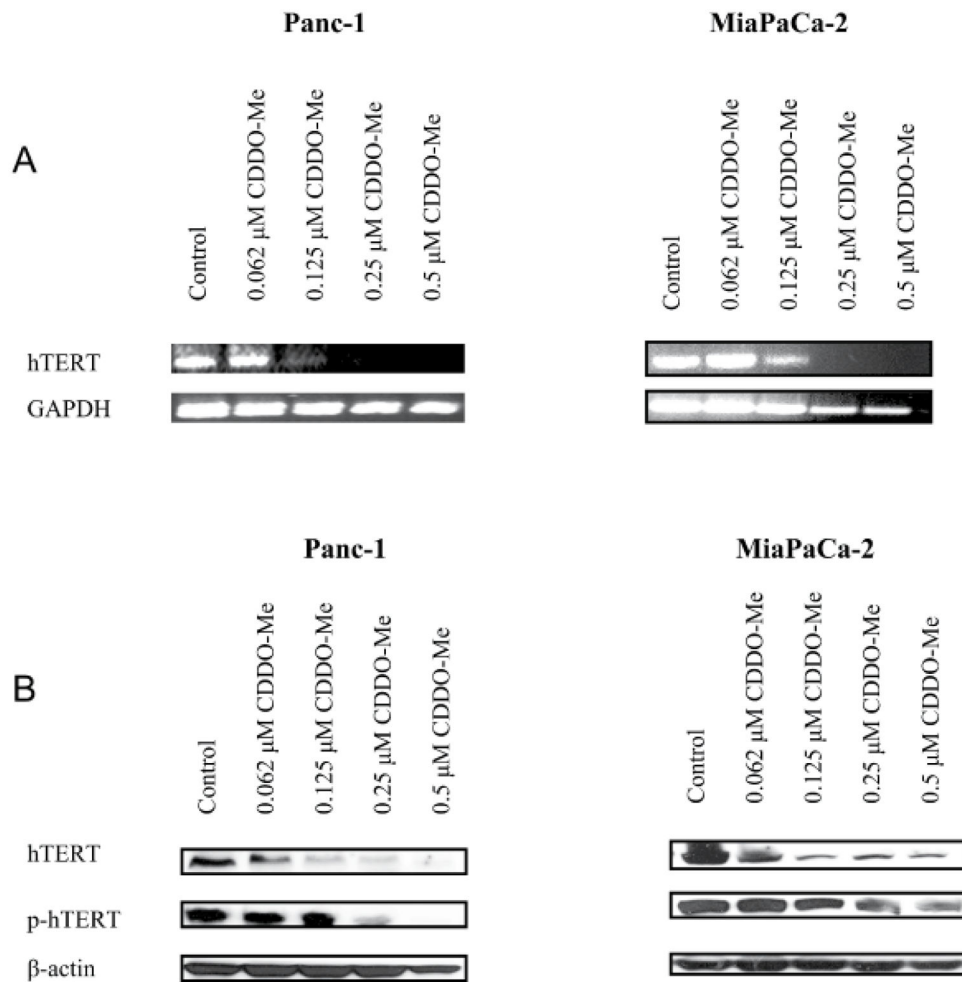 Panc-1
MiaPaCa-2
A
Control
0.062 μM CDDO-Me
0.125 μM CDDO-Me
0.25 μM CDDO-Me
0.5 μM CDDO-Me
Control
0.062 μM CDDO-Me
0.125 μM CDDO-Me
0.25 μM CDDO-Me
0.5 μM CDDO-Me
hTERT
GAPDH
Panc-1
MiaPaCa-2
B
Control
0.062 μM CDDO-Me
0.125 μM CDDO-Me
0.25 μM CDDO-Me
0.5 μM CDDO-Me
Control
0.062 μM CDDO-Me
0.125 μM CDDO-Me
0.25 μM CDDO-Me
0.5 μM CDDO-Me
hTERT
p-hTERT
β-actin